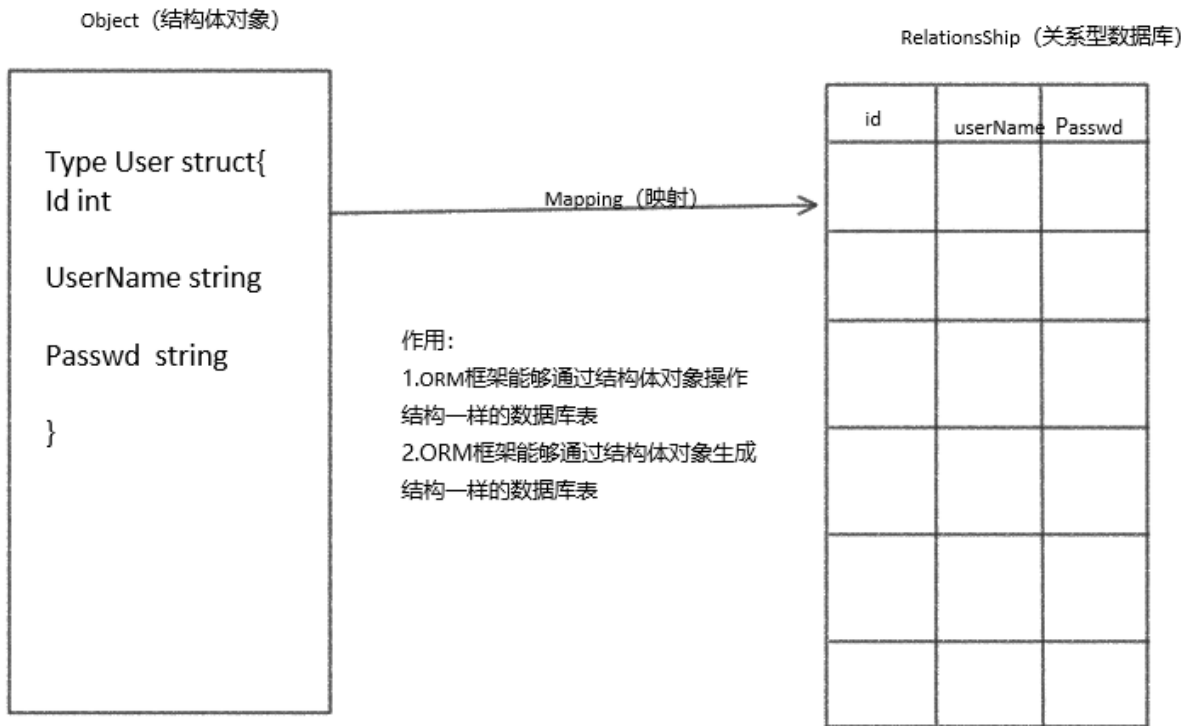 Object（结构体对象）
RelationsShip（关系型数据库）
Type User struct{
Id int
UserName string
Passwd  string
}
Mapping（映射）
作用：
1.ORM框架能够通过结构体对象操作
结构一样的数据库表
2.ORM框架能够通过结构体对象生成
结构一样的数据库表
id
userName
Passwd